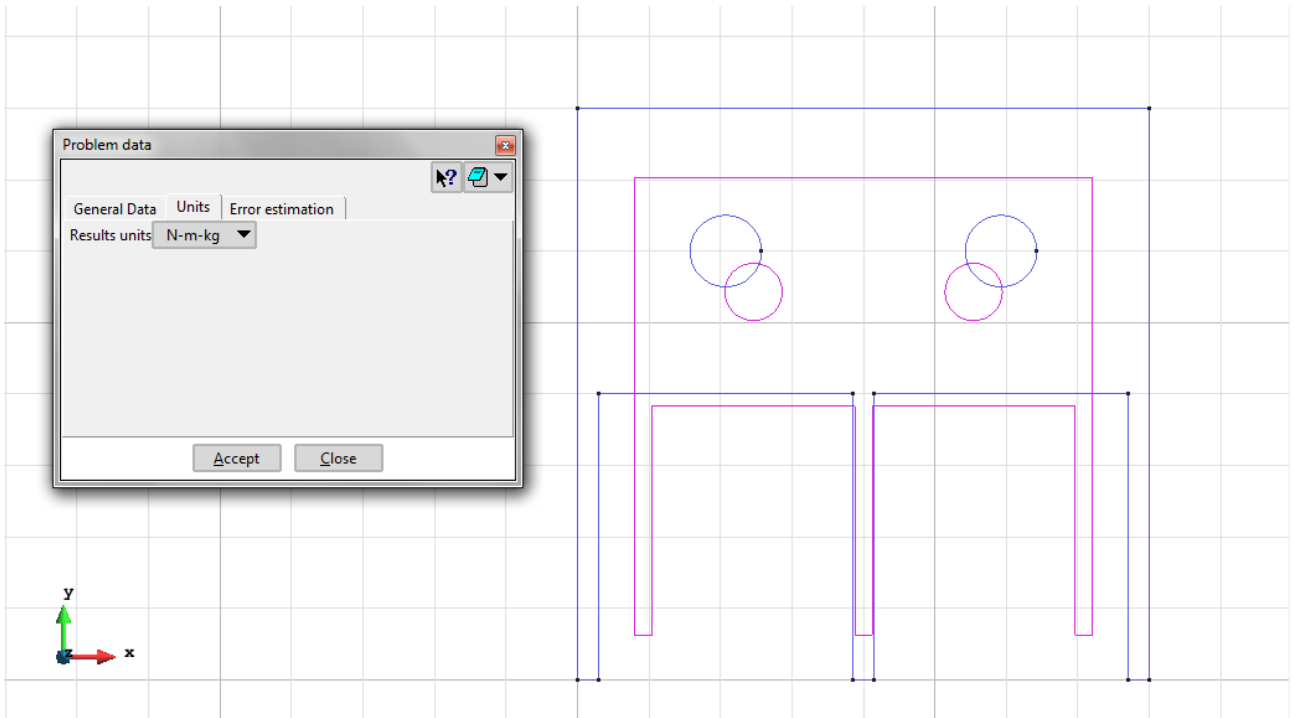 Problem data
General Data Units Error estimation
Results units N-m-kg
Accept Close
y
z x